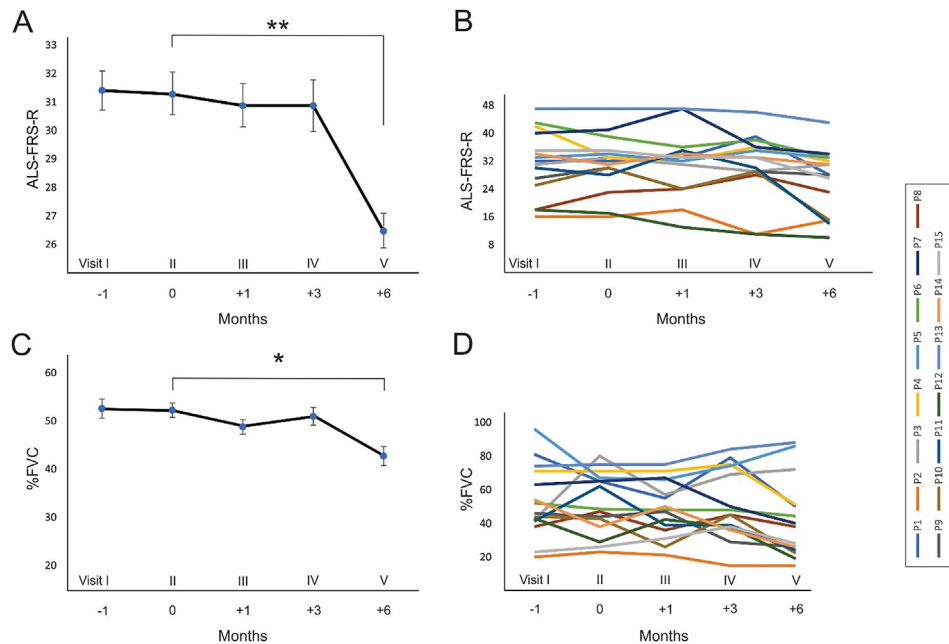 A
**
33
32
31
30
29
28
27
26
ALS-FRS-R
Visit I II III IV V
-1 0 +1 +3 +6
Months
B
48
40
32
24
16
8
ALS-FRS-R
Visit I II III IV V
-1 0 +1 +3 +6
Months
C
*
60
50
40
30
20
%FVC
Visit I II III IV V
-1 0 +1 +3 +6
Months
D
100
80
60
40
20
%FVC
Visit I II III IV V
-1 0 +1 +3 +6
Months
P1 P2 P3 P4 P5 P6 P7 P8
P9 P10 P11 P12 P13 P14 P15